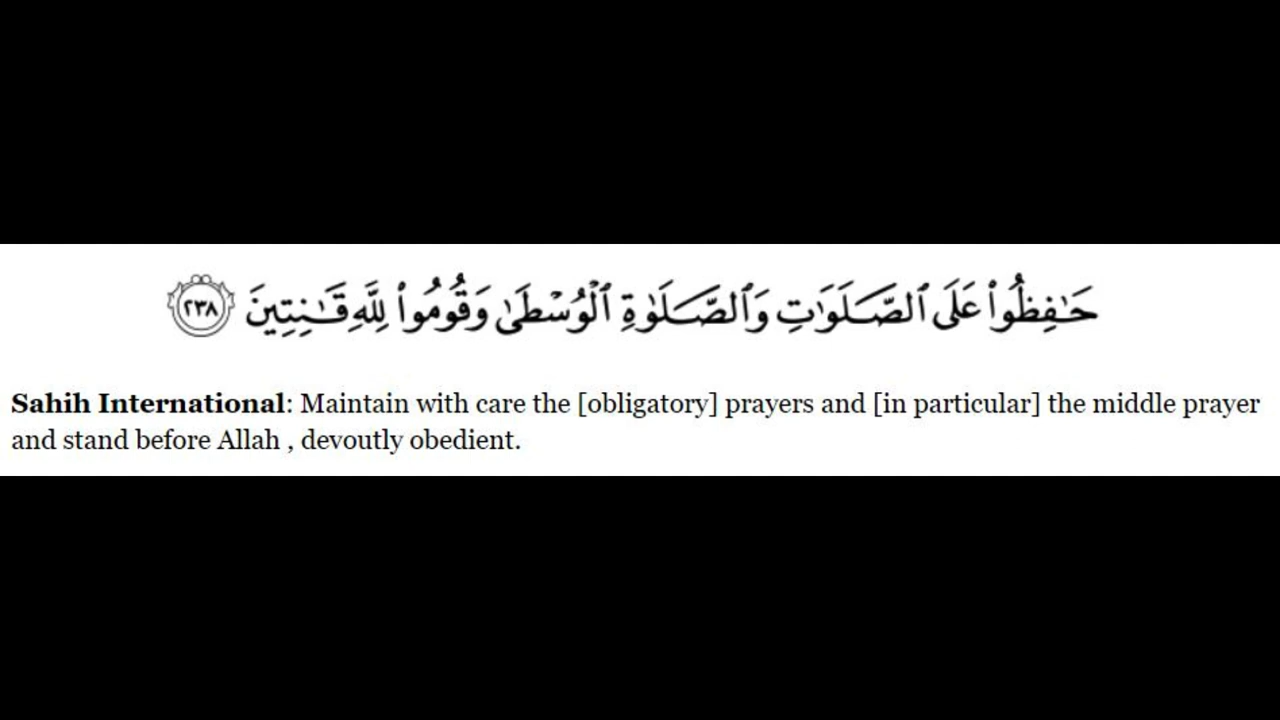 حَـٰفِظُوا۟ عَلَى ٱلصَّلَوَٰتِ وَٱلصَّلَوٰةِ ٱلْوُسْطَىٰ وَقُومُوا۟ لِلَّهِ قَـٰنِتِينَ ٢٣٨
Sahih International: Maintain with care the [obligatory] prayers and [in particular] the middle prayer
and stand before Allah , devoutly obedient.